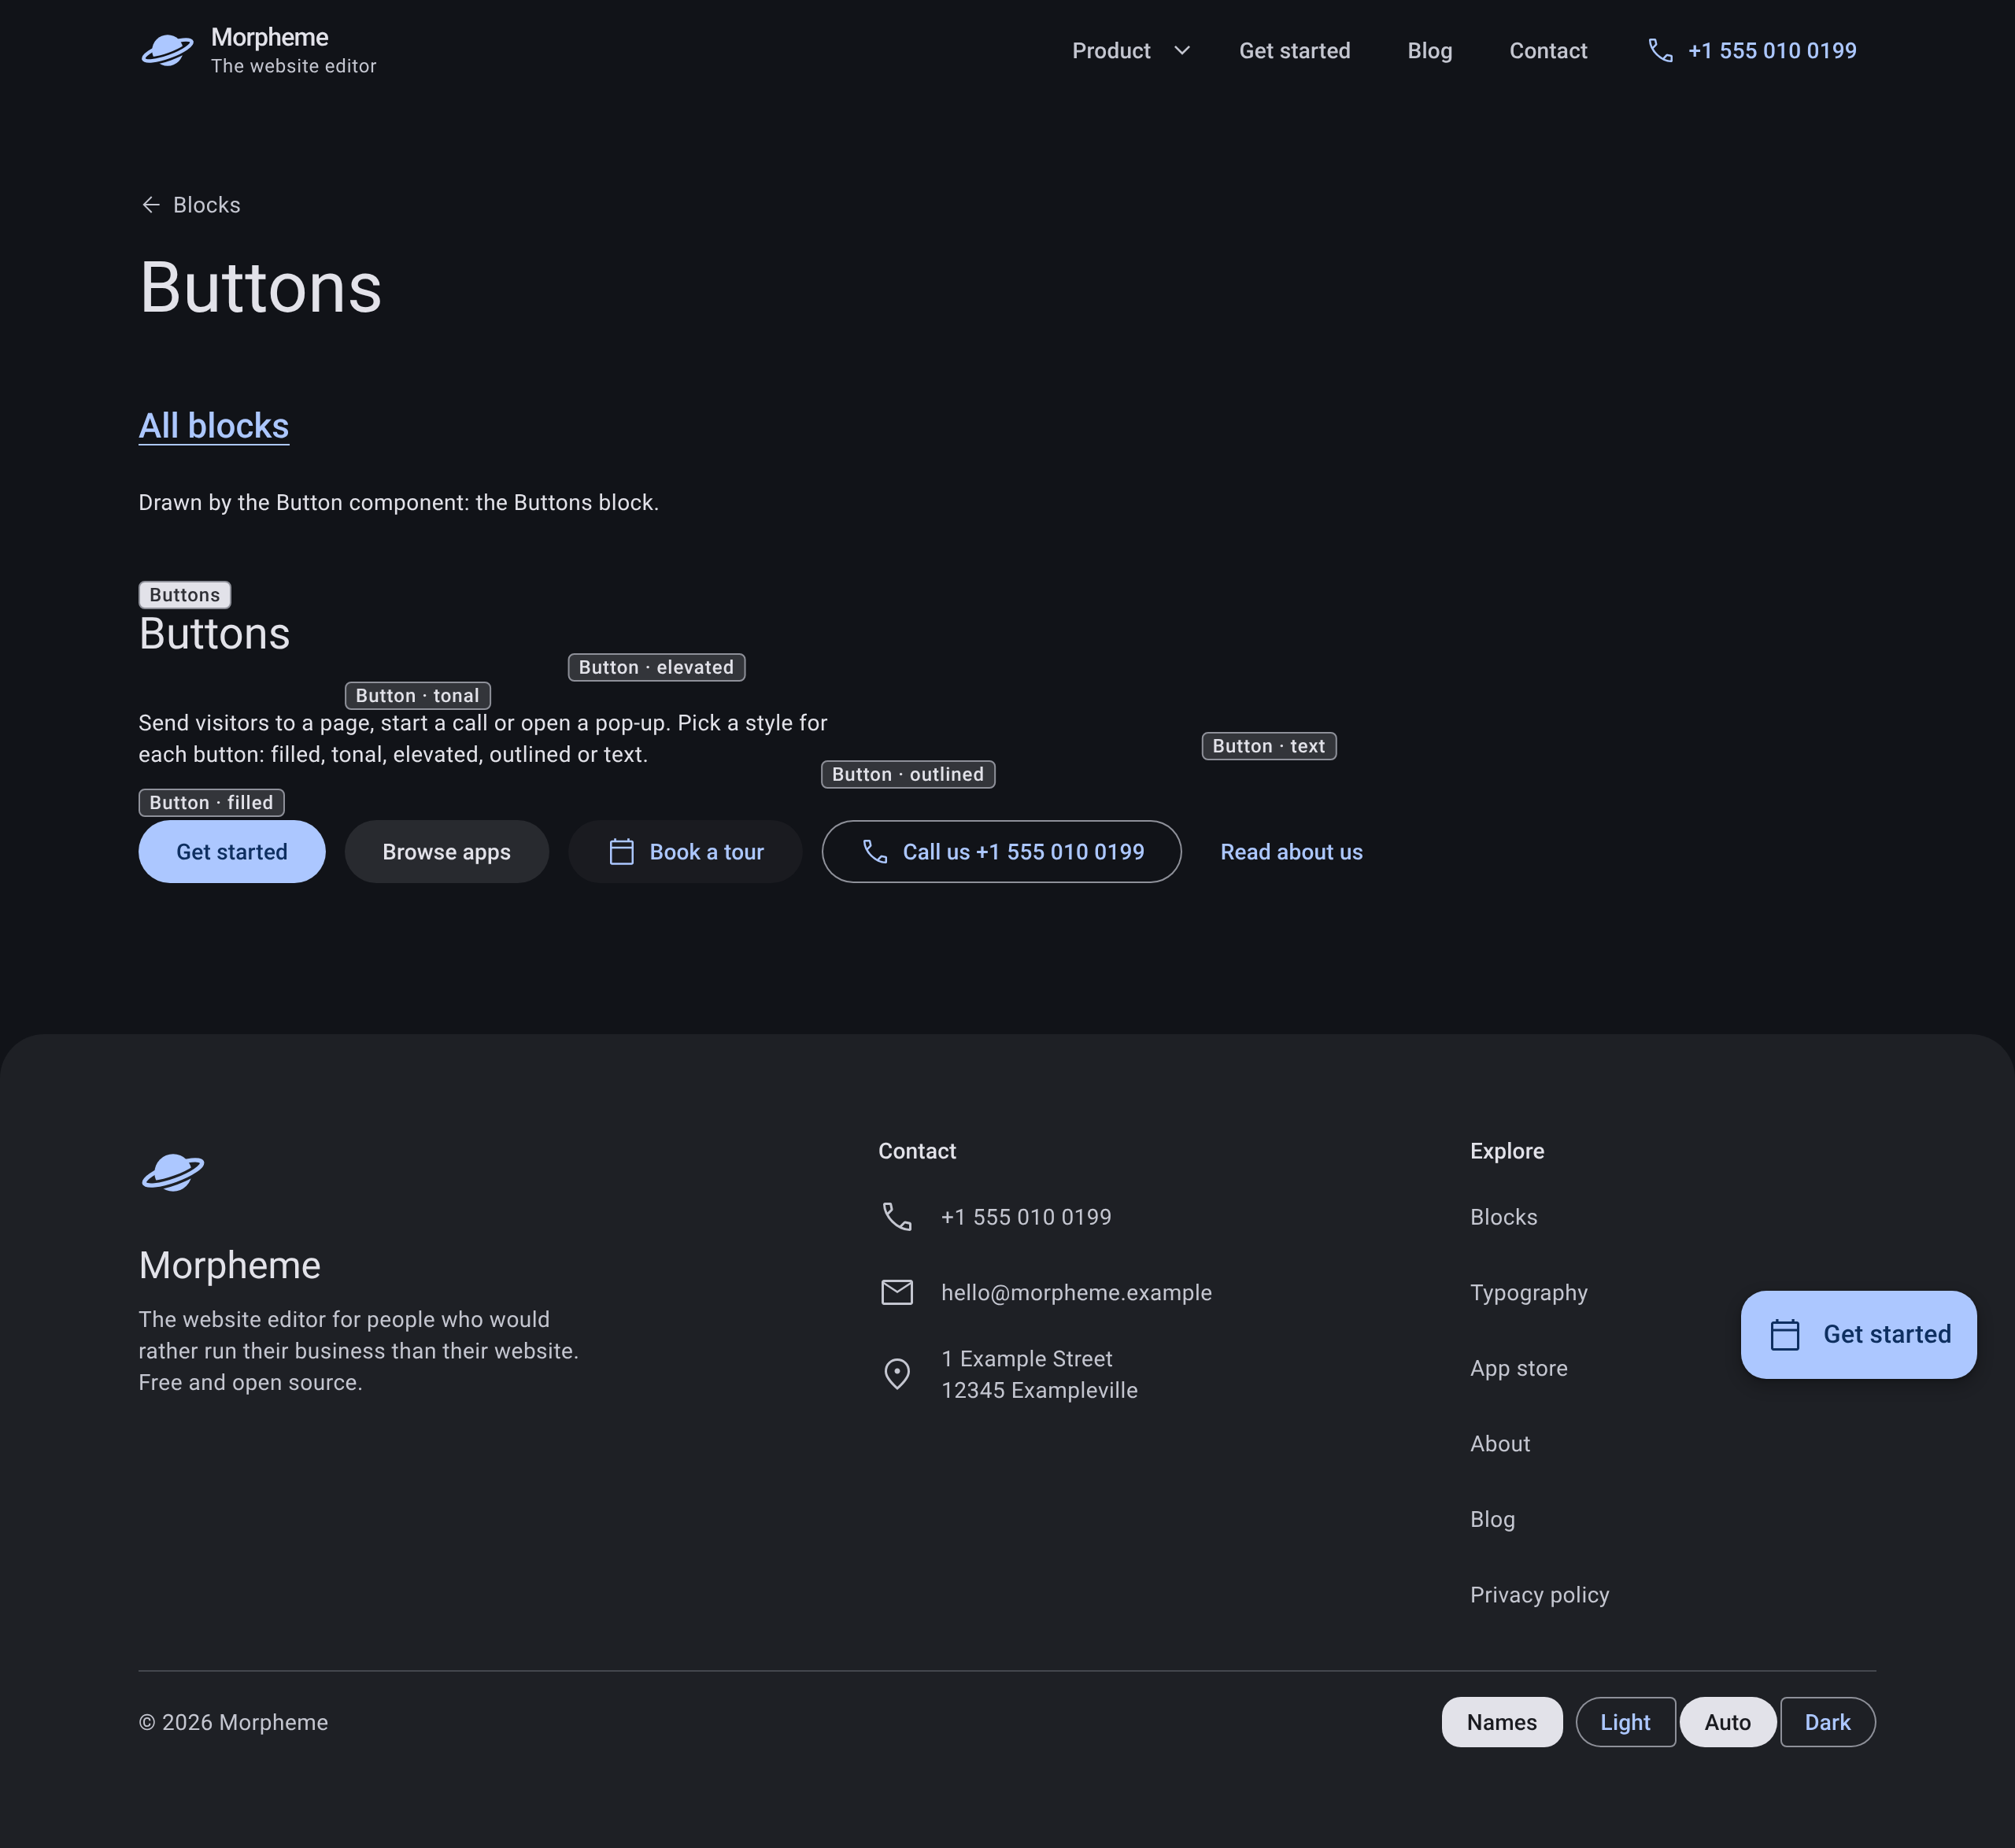 Morpheme
The website editor
Product
Get started
Blog
Contact
+1 555 010 0199
Blocks
Buttons
All blocks
Drawn by the Button component: the Buttons block.
Buttons
Buttons
Button · elevated
Button · tonal
Send visitors to a page, start a call or open a pop-up. Pick a style for
each button: filled, tonal, elevated, outlined or text.
Button · text
Button · outlined
Button · filled
Get started
Browse apps
Book a tour
Call us +1 555 010 0199
Read about us
Morpheme
The website editor for people who would
rather run their business than their website.
Free and open source.
Contact
+1 555 010 0199
hello@morpheme.example
1 Example Street
12345 Exampleville
Explore
Blocks
Typography
App store
About
Blog
Privacy policy
Get started
© 2026 Morpheme
Names
Light
Auto
Dark